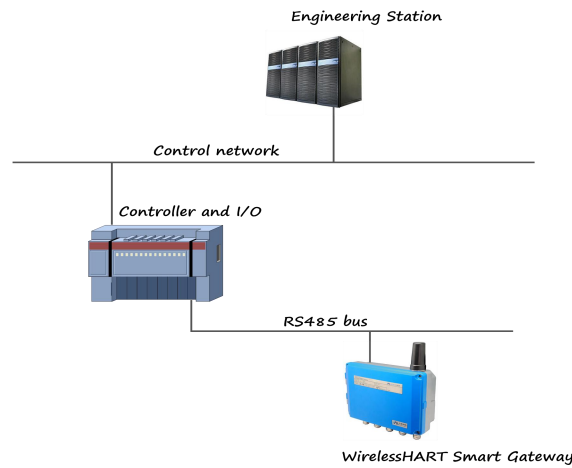 Engineering Station
Control network
Controller and I/O
RS485 bus
WirelessHART Smart Gateway